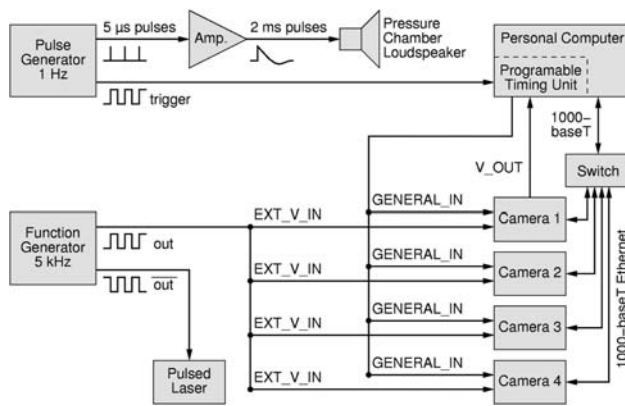 5 µs pulses
2 ms pulses
Pulse
Generator
1 Hz
Amp.
Pressure
Chamber
Loudspeaker
Personal Computer
Programable
Timing Unit
trigger
1000-
baseT
V_OUT
Switch
GENERAL_IN
EXT_V_IN
Camera 1
Function
Generator
5 kHz
out
out
GENERAL_IN
EXT_V_IN
Camera 2
GENERAL_IN
EXT_V_IN
Camera 3
GENERAL_IN
EXT_V_IN
Camera 4
1000-baseT Ethernet
Pulsed
Laser